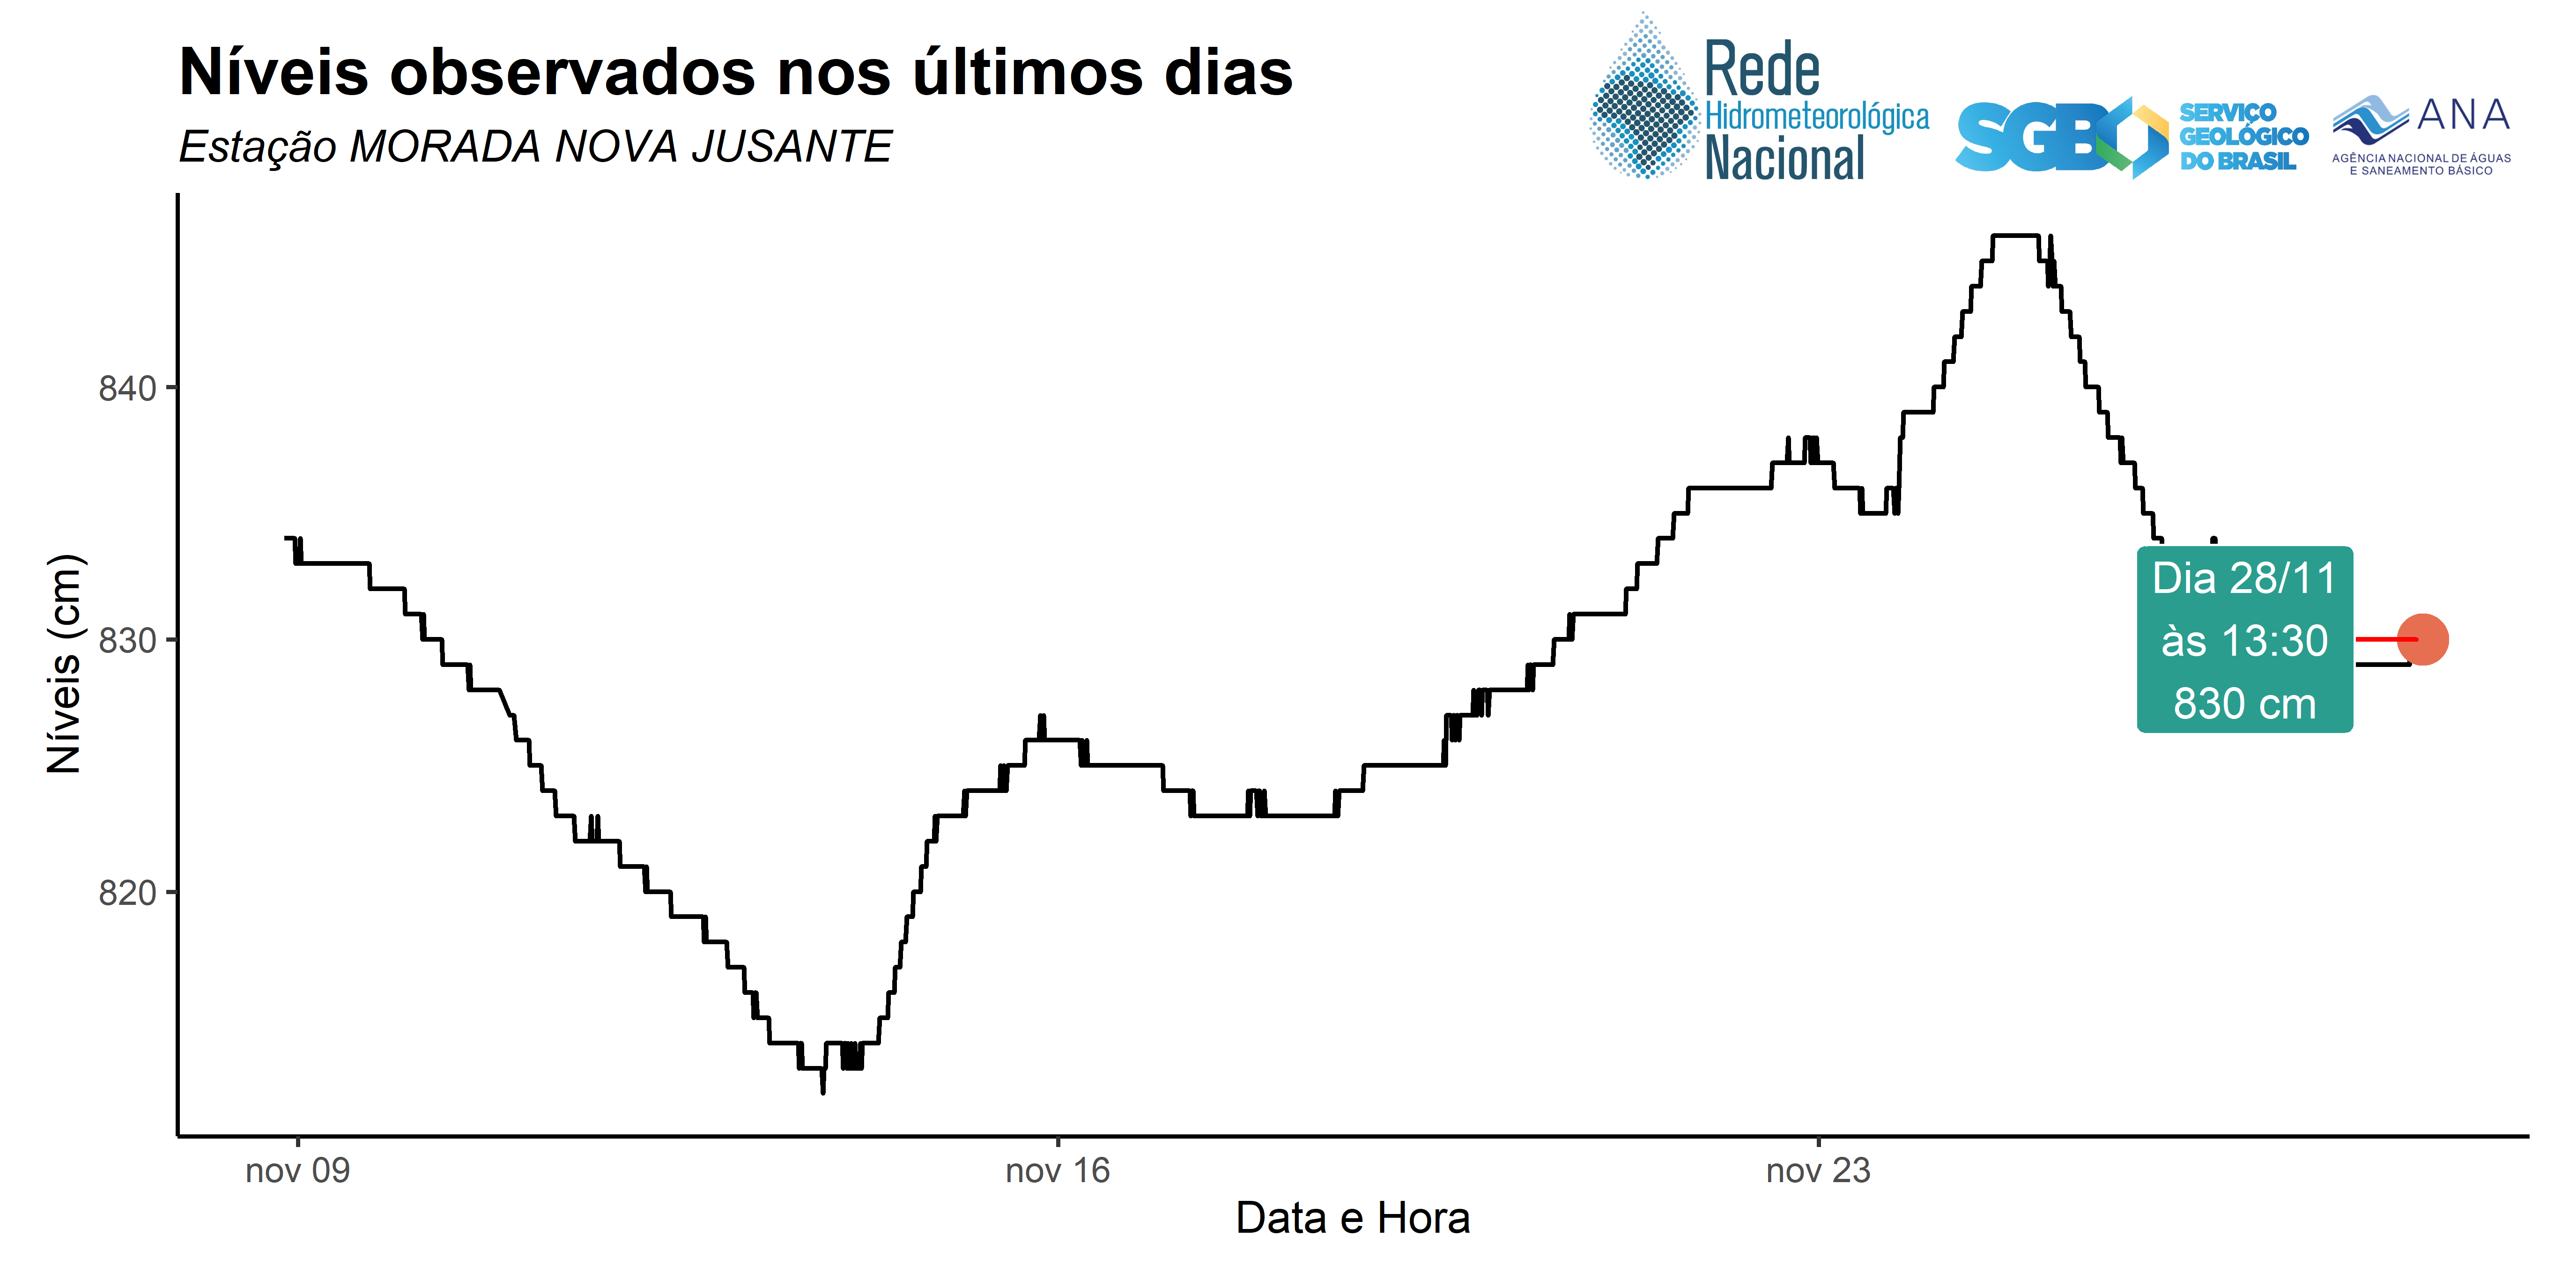 Níveis observados nos últimos dias
Estação MORADA NOVA JUSANTE
Rede
Hidrometeorológica
Nacional
SGB
SERVIÇO
GEOLÓGICO
DO BRASIL
ANA
AGÊNCIA NACIONAL DE ÁGUAS
E SANEAMENTO BÁSICO
Níveis (cm)
840
830
820
Dia 28/11
às 13:30
830 cm
nov 09
nov 16
nov 23
Data e Hora